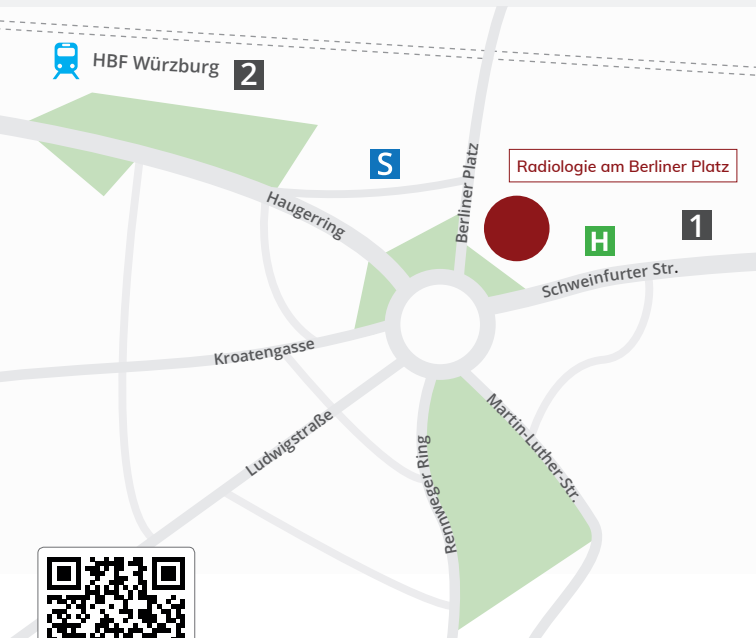 HBF Würzburg
2
S
Berliner Platz
Radiologie am Berliner Platz
Haugerring
H
1
Schweinfurter Str.
Kroatengasse
Ludwigstraße
Rennweger Ring
Martin-Luther-Str.